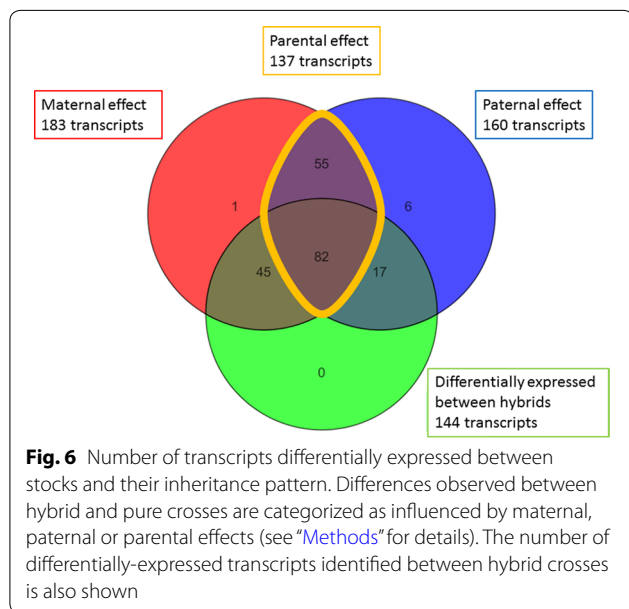 Parental effect
137 transcripts
Maternal effect
183 transcripts
Paternal effect
160 transcripts
55
1
6
82
45
17
0
Differentially expressed
between hybrids
144 transcripts
Fig. 6 Number of transcripts differentially expressed between
stocks and their inheritance pattern. Differences observed between
hybrid and pure crosses are categorized as influenced by maternal,
paternal or parental effects (see “Methods” for details). The number of
differentially-expressed transcripts identified between hybrid crosses
is also shown